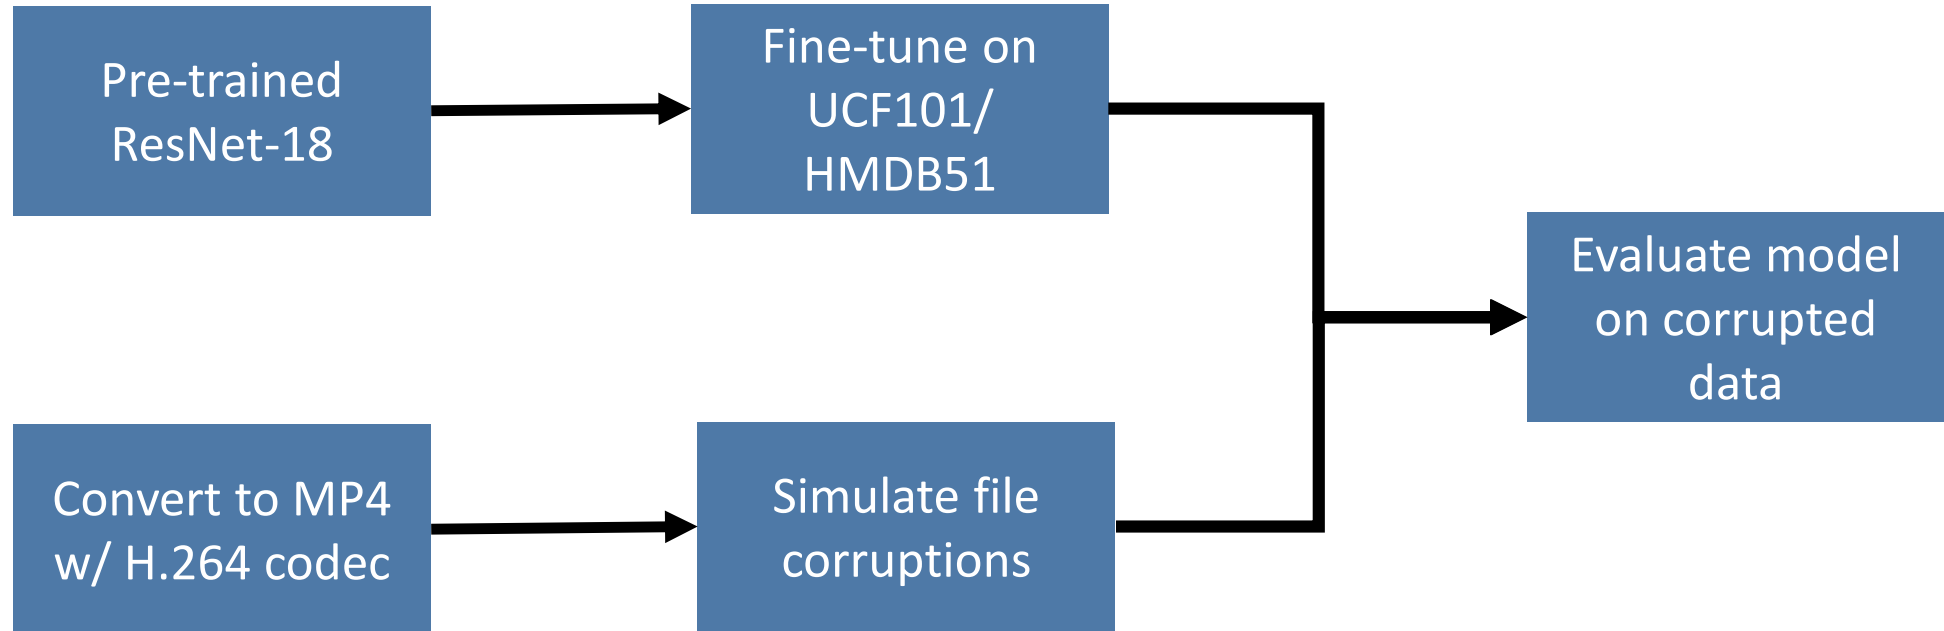 Pre-trained
ResNet-18
Fine-tune on
UCF101/
HMDB51
Convert to MP4
w/ H.264 codec
Simulate file
corruptions
Evaluate model
on corrupted
data